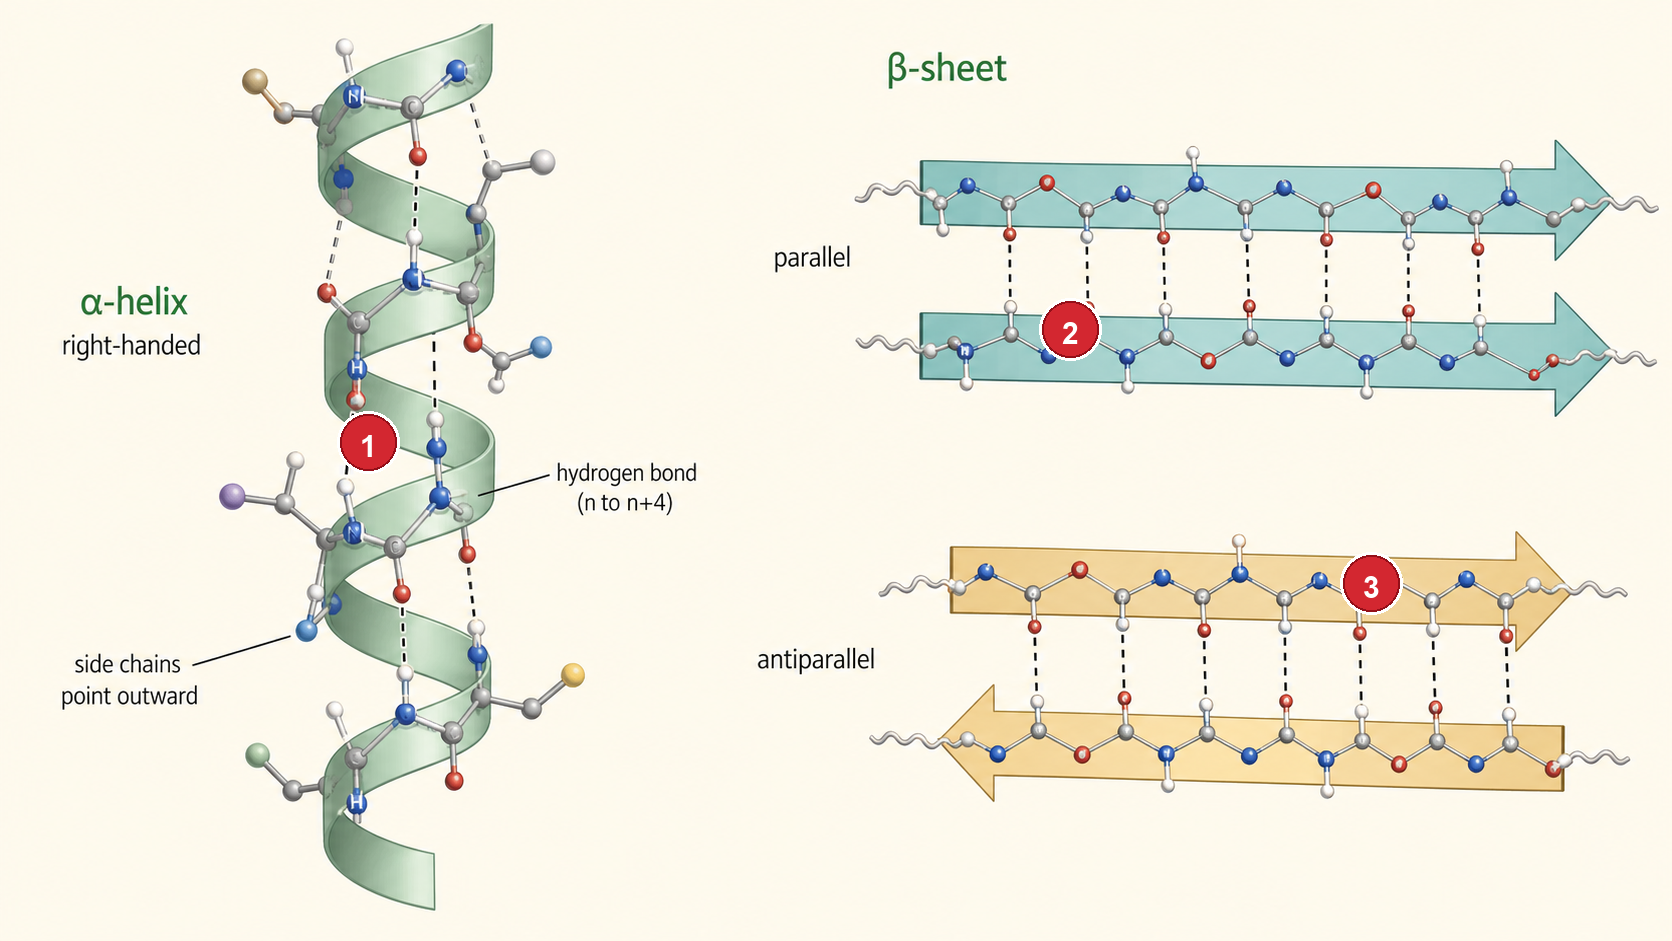 β-sheet
α-helix
right-handed
parallel
hydrogen bond
(n to n+4)
side chains
point outward
antiparallel
1
2
3
N
C
H
C
H
N
C
N
C
H
C
H